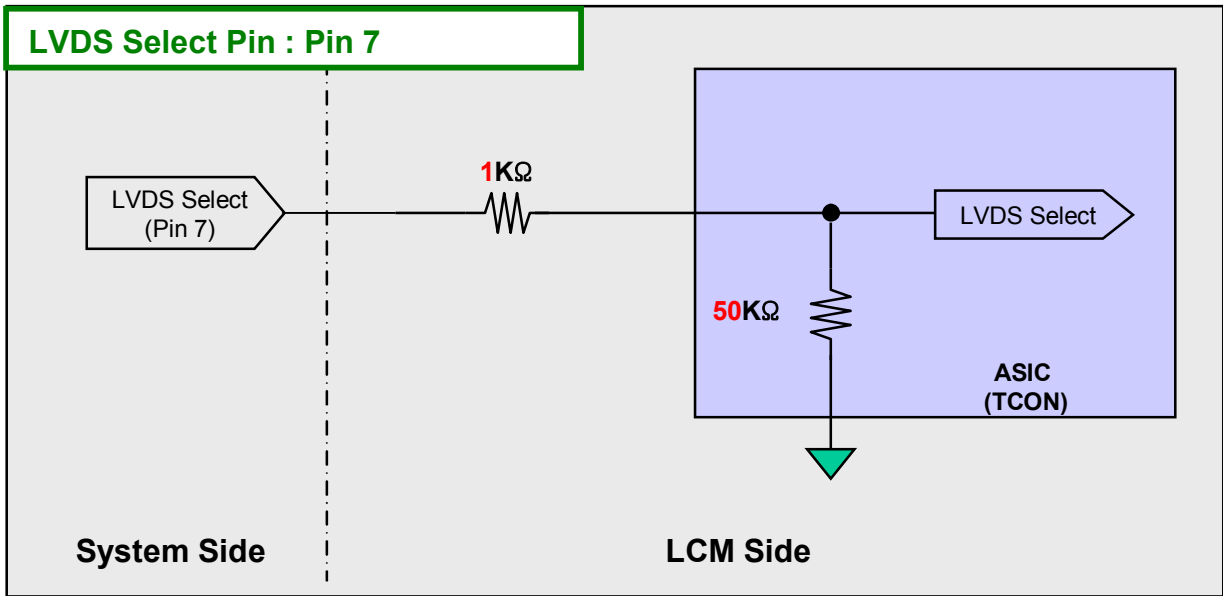 LVDS Select Pin : Pin 7
1KΩ
LVDS Select
(Pin 7)
LVDS Select
50KΩ
ASIC
(TCON)
System Side
LCM Side